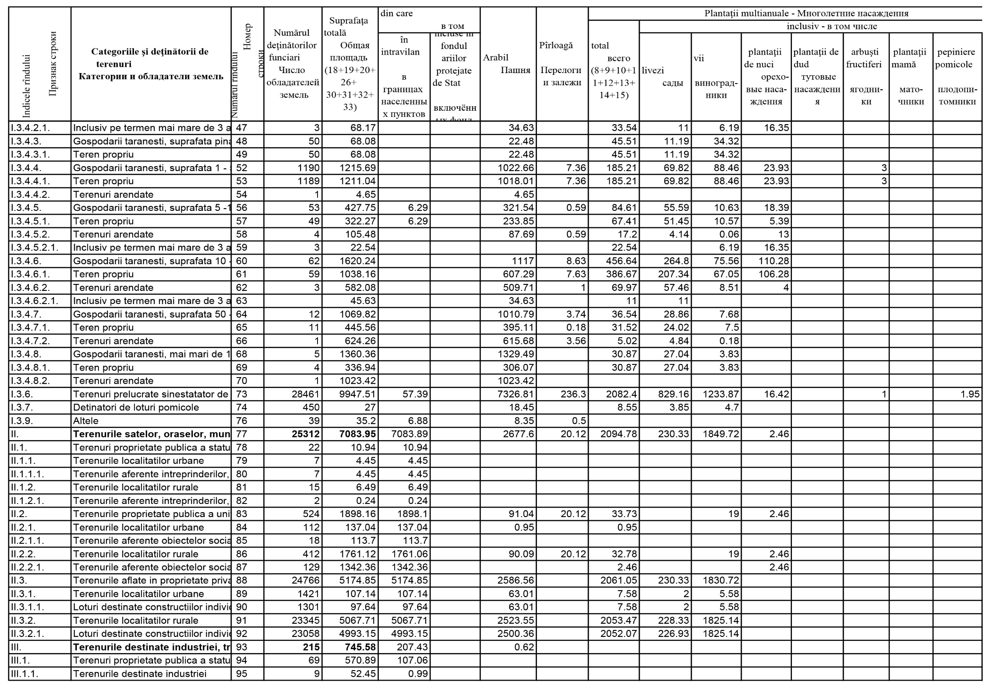 Indicele rîndului
Признак строки
Categoriile şi deţinătorii de
terenuri
Категории и обладатели земель
Numărul rîndului
Номер
строки
Numărul
deţinătorilor
funciari
Число
обладателей
земель
Suprafaţa
totală
Общая
площадь
(18+19+20+
26+
30+31+32+
33)
din care
в том
în
intravilan
в
границах
населенны
х пунктов
incluse în
fondul
ariilor
protejate
de Stat
включённ
ых фонд
Arabil
Пашня
Pîrloagă
Перелоги
и залежи
Plantaţii multianuale - Многолетние насаждения
total
всего
(8+9+10+1
1+12+13+
14+15)
inclusiv - в том числе
livezi
сады
vii
виноград-
ники
plantaţii
de nuci
орехо-
вые наса-
ждения
plantaţii de
dud
тутовые
насаждени
я
arbuşti
fructiferi
ягодни-
ки
plantaţii
mamă
мато-
чники
pepiniere
pomicole
плодопи-
томники
I.3.4.2.1. Inclusiv pe termen mai mare de 3 a 47 3 68.17 34.63 33.54 11 6.19 16.35
I.3.4.3. Gospodarii taranesti, suprafata pina 48 50 68.08 22.48 45.51 11.19 34.32
I.3.4.3.1. Teren propriu 49 50 68.08 22.48 45.51 11.19 34.32
I.3.4.4. Gospodarii taranesti, suprafata 1 - 52 1190 1215.69 1022.66 7.36 185.21 69.82 88.46 23.93 3
I.3.4.4.1. Teren propriu 53 1189 1211.04 1018.01 7.36 185.21 69.82 88.46 23.93 3
I.3.4.4.2. Terenuri arendate 54 1 4.65 4.65
I.3.4.5. Gospodarii taranesti, suprafata 5 -1 56 53 427.75 6.29 321.54 0.59 84.61 55.59 10.63 18.39
I.3.4.5.1. Teren propriu 57 49 322.27 6.29 233.85 67.41 51.45 10.57 5.39
I.3.4.5.2. Terenuri arendate 58 4 105.48 87.69 0.59 17.2 4.14 0.06 13
I.3.4.5.2.1. Inclusiv pe termen mai mare de 3 a 59 3 22.54 22.54 6.19 16.35
I.3.4.6. Gospodarii taranesti, suprafata 10 - 60 62 1620.24 1117 8.63 456.64 264.8 75.56 110.28
I.3.4.6.1. Teren propriu 61 59 1038.16 607.29 7.63 386.67 207.34 67.05 106.28
I.3.4.6.2. Terenuri arendate 62 3 582.08 509.71 1 69.97 57.46 8.51 4
I.3.4.6.2.1. Inclusiv pe termen mai mare de 3 a 63 45.63 34.63 11 11
I.3.4.7. Gospodarii taranesti, suprafata 50 - 64 12 1069.82 1010.79 3.74 36.54 28.86 7.68
I.3.4.7.1. Teren propriu 65 11 445.56 395.11 0.18 31.52 24.02 7.5
I.3.4.7.2. Terenuri arendate 66 1 624.26 615.68 3.56 5.02 4.84 0.18
I.3.4.8. Gospodarii taranesti, mai mari de 1 68 5 1360.36 1329.49 30.87 27.04 3.83
I.3.4.8.1. Teren propriu 69 4 336.94 306.07 30.87 27.04 3.83
I.3.4.8.2. Terenuri arendate 70 1 1023.42 1023.42
I.3.6. Terenuri prelucrate sinestatator de 73 28461 9947.51 57.39 7326.81 236.3 2082.4 829.16 1233.87 16.42 1 1.95
I.3.7. Detinatori de loturi pomicole 74 450 27 18.45 8.55 3.85 4.7
I.3.9. Altele 76 39 35.2 6.88 8.35 0.5
II. Terenurile satelor, oraselor, mun 77 25312 7083.95 7083.89 2677.6 20.12 2094.78 230.33 1849.72 2.46
II.1. Terenuri proprietate publica a statu 78 22 10.94 10.94
II.1.1. Terenurile localitatilor urbane 79 7 4.45 4.45
II.1.1.1. Terenurile aferente intreprinderilor, 80 7 4.45 4.45
II.1.2. Terenurile localitatilor rurale 81 15 6.49 6.49
II.1.2.1. Terenurile aferente intreprinderilor, 82 2 0.24 0.24
II.2. Terenurile proprietate publica a uni 83 524 1898.16 1898.1 91.04 20.12 33.73 19 2.46
II.2.1. Terenurile localitatilor urbane 84 112 137.04 137.04 0.95 0.95
II.2.1.1. Terenurile aferente obiectelor socia 85 18 113.7 113.7
II.2.2. Terenurile localitatilor rurale 86 412 1761.12 1761.06 90.09 20.12 32.78 19 2.46
II.2.2.1. Terenurile aferente obiectelor socia 87 129 1342.36 1342.36 2.46 2.46
II.3. Terenurile aflate in proprietate priva 88 24766 5174.85 5174.85 2586.56 2061.05 230.33 1830.72
II.3.1. Terenurile localitatilor urbane 89 1421 107.14 107.14 63.01 7.58 2 5.58
II.3.1.1. Loturi destinate constructiilor indivic 90 1301 97.64 97.64 63.01 7.58 2 5.58
II.3.2. Terenurile localitatilor rurale 91 23345 5067.71 5067.71 2523.55 2053.47 228.33 1825.14
II.3.2.1. Loturi destinate constructiilor indivic 92 23058 4993.15 4993.15 2500.36 2052.07 226.93 1825.14
III. Terenurile destinate industriei, tr 93 215 745.58 207.43 0.62
III.1. Terenuri proprietate publica a statu 94 69 570.89 107.06
III.1.1. Terenurile destinate industriei 95 9 52.45 0.99